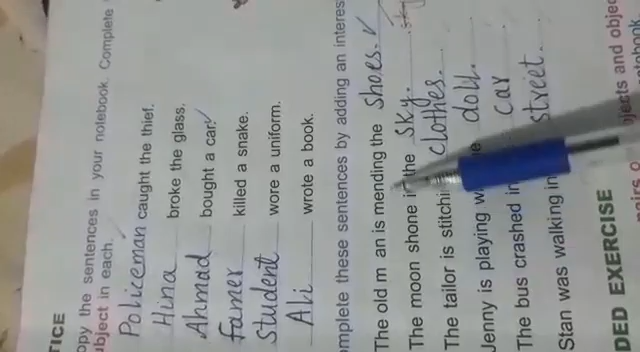 TICE
opy the sentences in your notebook. Complete
ubject in each.
Policeman caught the thief.
Hina broke the glass.
Ahmad bought a car.
Famer killed a snake.
Student wore a uniform.
Ali wrote a book.
mplete these sentences by adding an interes
The old m an is mending the shoes.
The moon shone i the sky.
The tailor is stitchi clothes.
Jenny is playing w e doll.
The bus crashed in car
Stan was walking in street.
DED EXERCISE
jects and objec